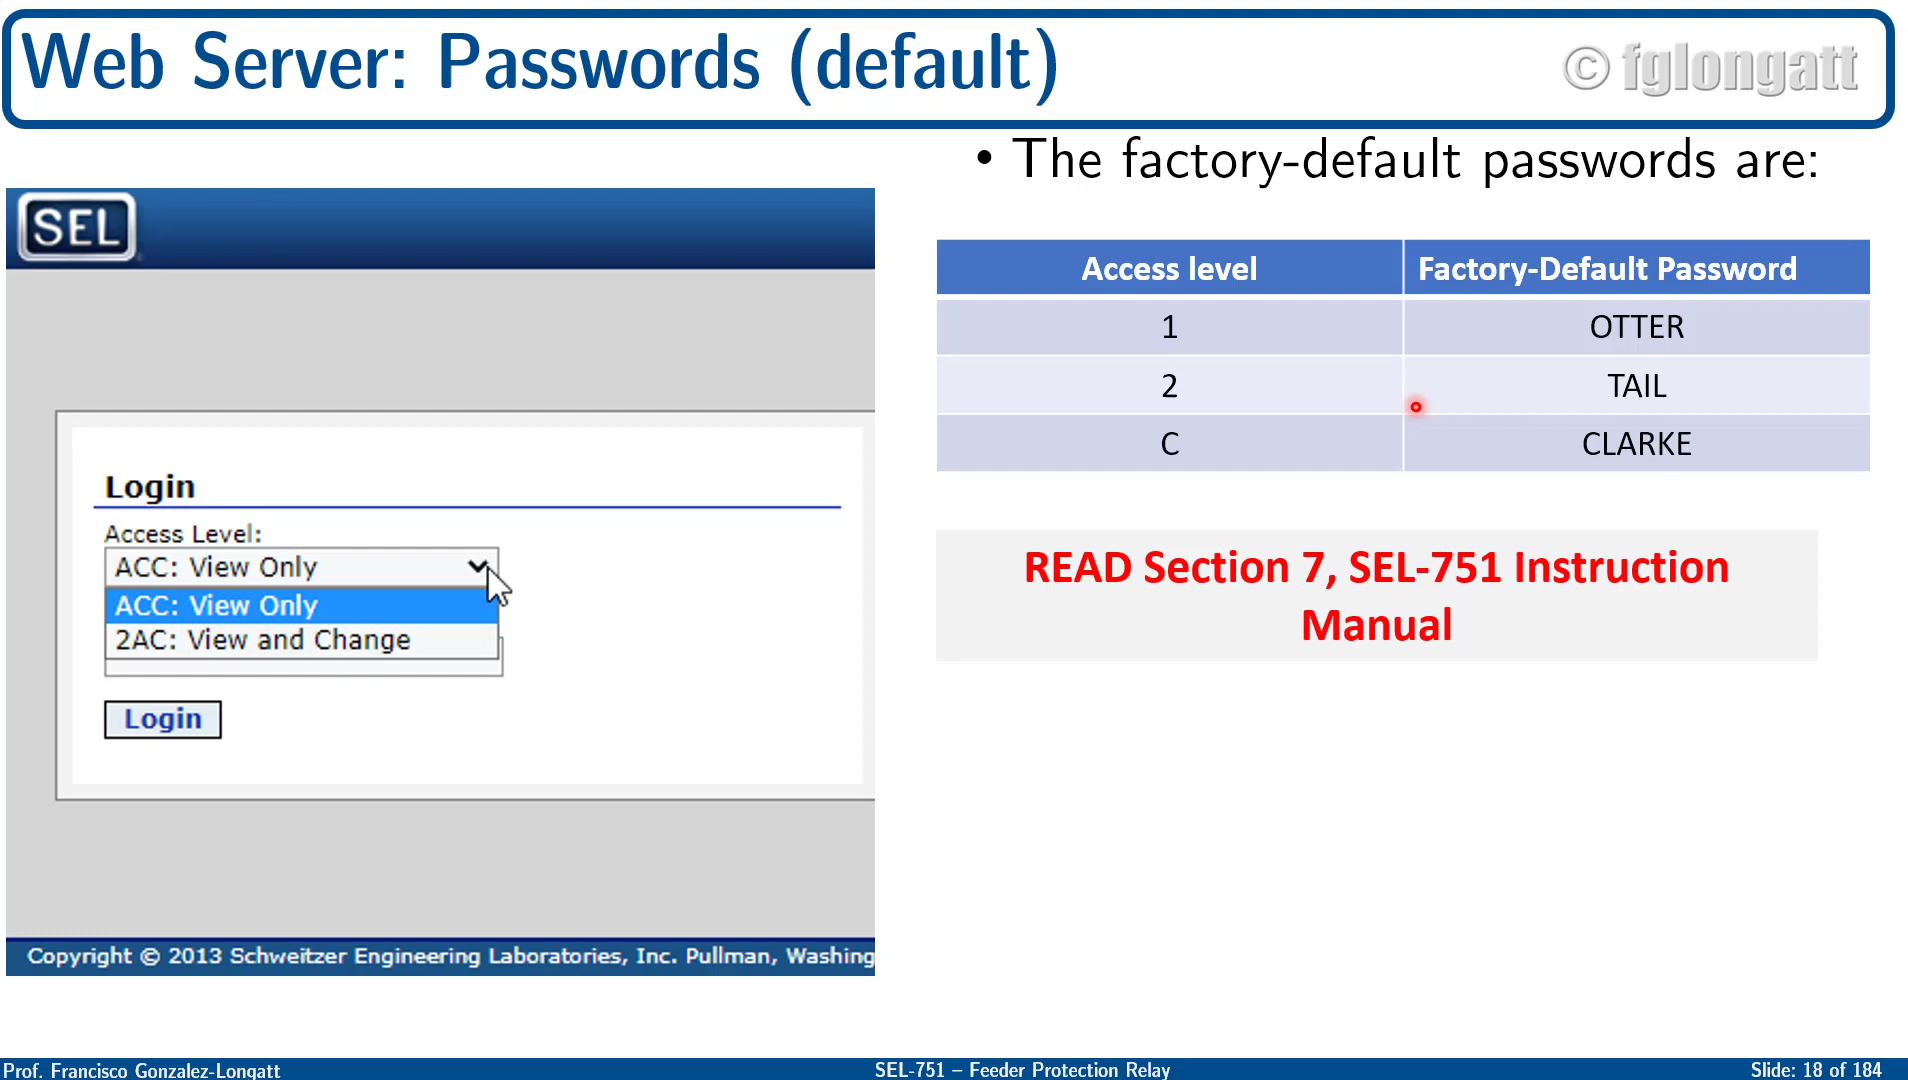 Web Server: Passwords (default)
© fglongatt
• The factory-default passwords are:
SEL
Login
Access Level:
ACC: View Only
ACC: View Only
2AC: View and Change
Login
Copyright © 2013 Schweitzer Engineering Laboratories, Inc. Pullman, Washing
Access level Factory-Default Password
1 OTTER
2 TAIL
C CLARKE
READ Section 7, SEL-751 Instruction
Manual
Prof. Francisco Gonzalez-Longatt SEL-751 – Feeder Protection Relay Slide: 18 of 184